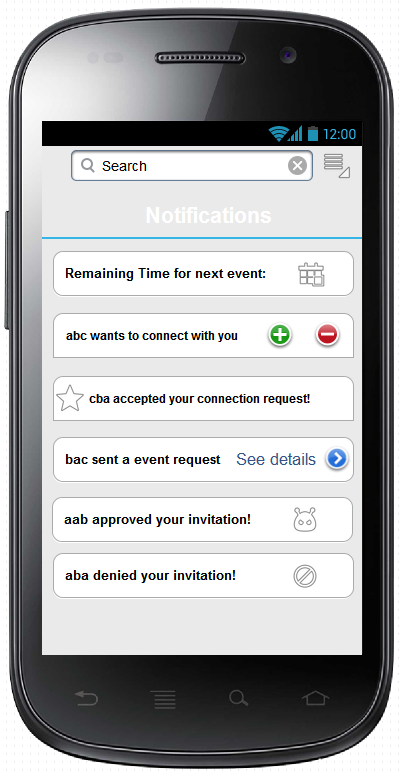 12:00
Search
Notifications
Remaining Time for next event:
abc wants to connect with you
cba accepted your connection request!
bac sent a event request See details
aab approved your invitation!
aba denied your invitation!